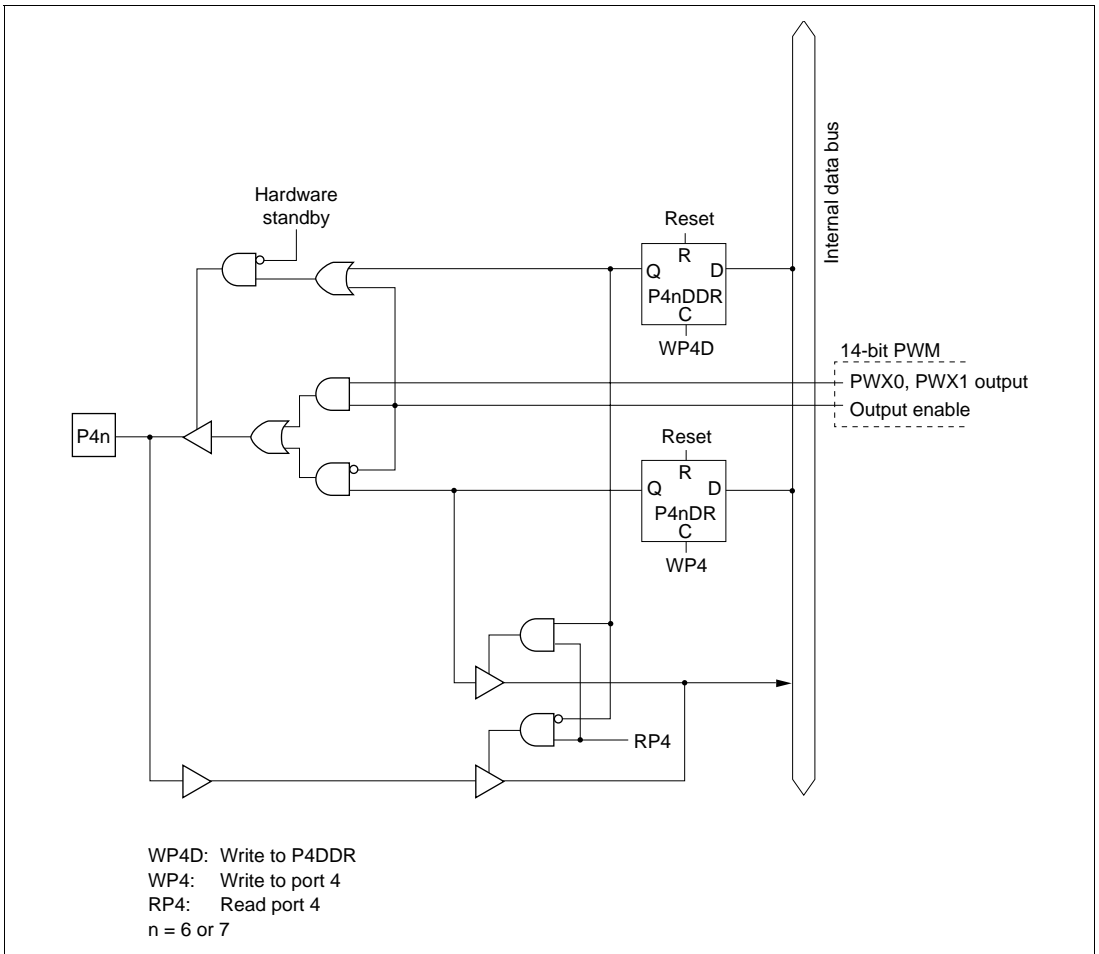 Hardware
standby
Reset
R
Q D
P4nDDR
C
WP4D
Internal data bus
14-bit PWM
PWX0, PWX1 output
Output enable
P4n
Reset
R
Q D
P4nDR
C
WP4
RP4
WP4D: Write to P4DDR
WP4: Write to port 4
RP4: Read port 4
n = 6 or 7